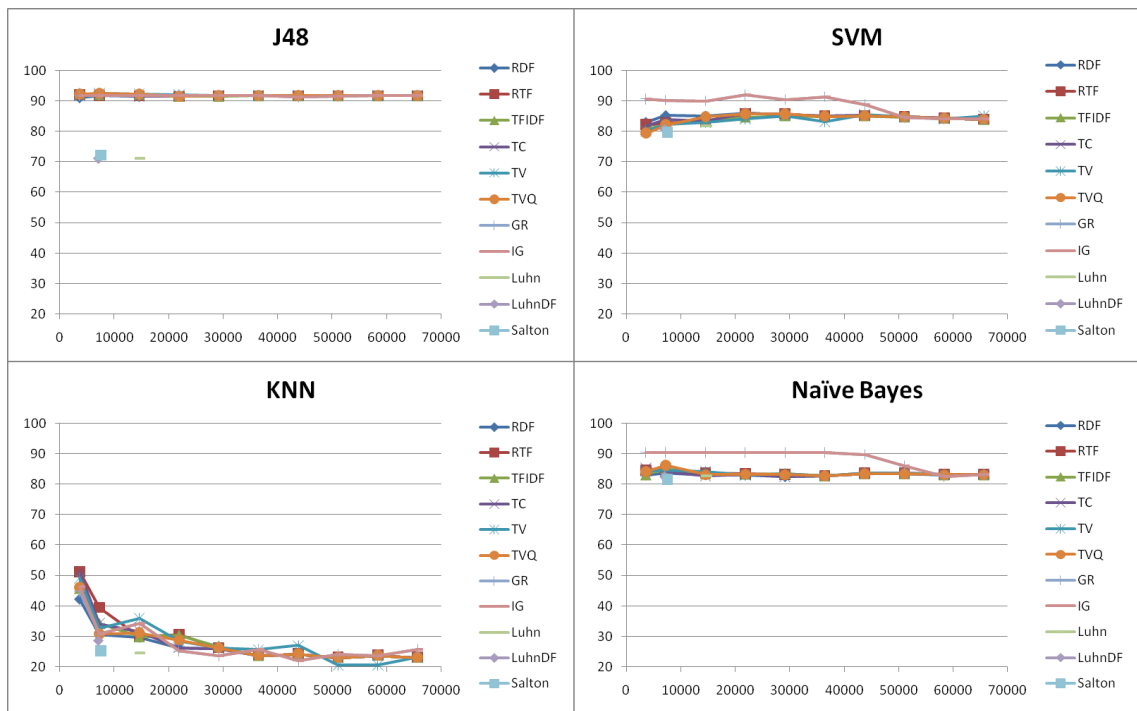 J48
100
90
80
70
60
50
40
30
20
0 10000 20000 30000 40000 50000 60000 70000
RDF
RTF
TFIDF
TC
TV
TVQ
GR
IG
Luhn
LuhnDF
Salton
SVM
100
90
80
70
60
50
40
30
20
0 10000 20000 30000 40000 50000 60000 70000
RDF
RTF
TFIDF
TC
TV
TVQ
GR
IG
Luhn
LuhnDF
Salton
KNN
100
90
80
70
60
50
40
30
20
0 10000 20000 30000 40000 50000 60000 70000
RDF
RTF
TFIDF
TC
TV
TVQ
GR
IG
Luhn
LuhnDF
Salton
Naïve Bayes
100
90
80
70
60
50
40
30
20
0 10000 20000 30000 40000 50000 60000 70000
RDF
RTF
TFIDF
TC
TV
TVQ
GR
IG
Luhn
LuhnDF
Salton